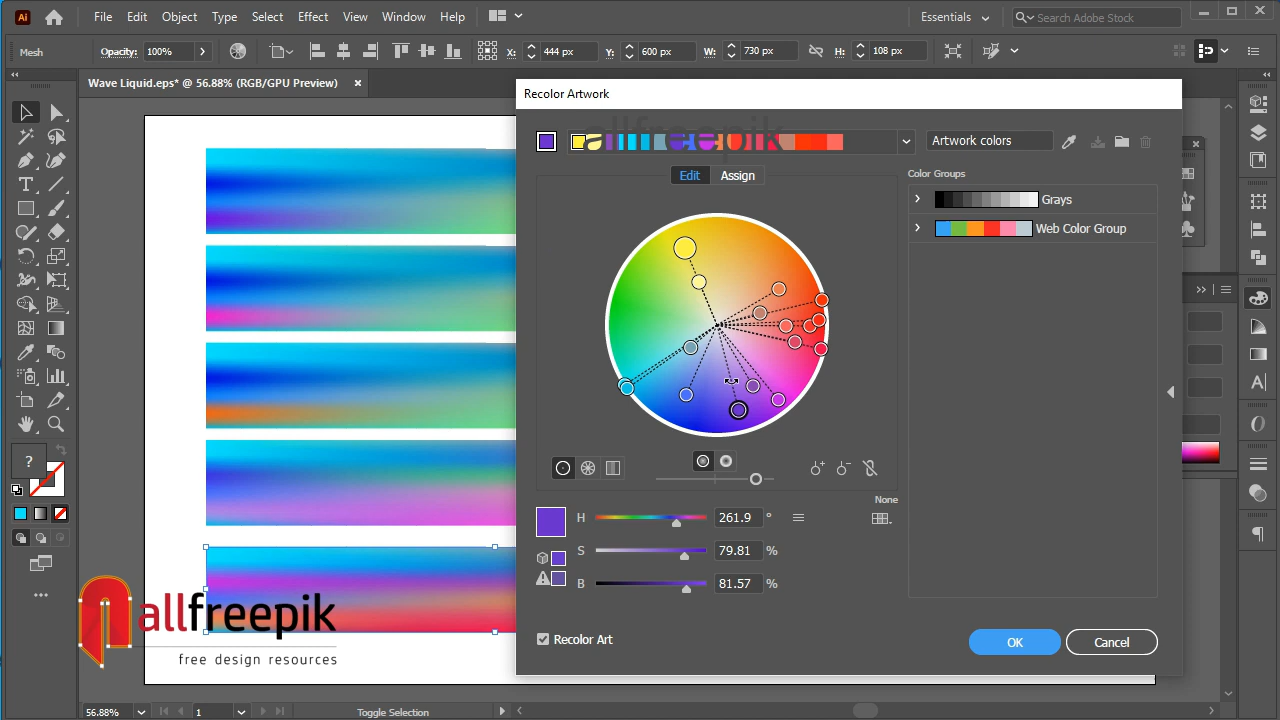 Ai File Edit Object Type Select Effect View Window Help Essentials Search Adobe Stock
Mesh Opacity: 100% X: 444 px Y: 600 px W: 730 px H: 108 px
Wave Liquid.eps* @ 56.88% (RGB/GPU Preview)
Recolor Artwork
allfreepik
Artwork colors
Edit Assign
Color Groups
Grays
Web Color Group
None
H 261.9 °
S 79.81 %
B 81.57 %
?
Recolor Art
OK Cancel
allfreepik
free design resources
56.88% 1 Toggle Selection